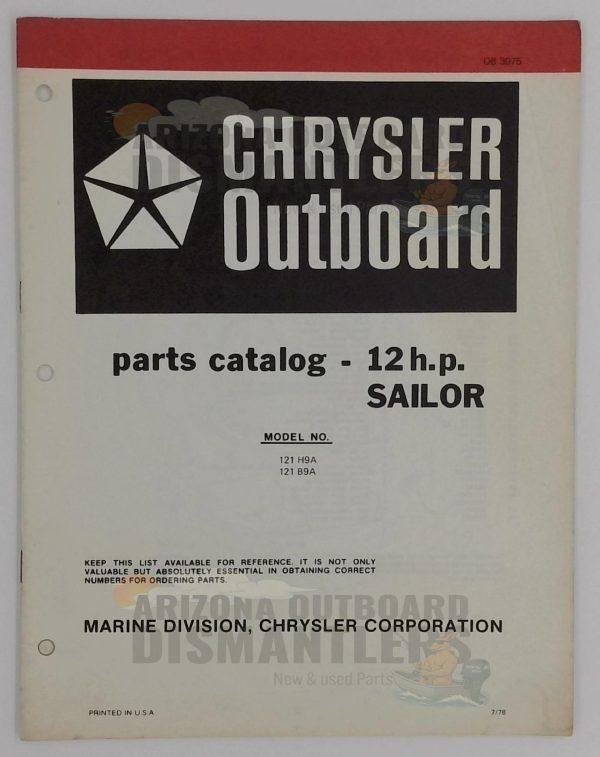 OB 3075
CHRYSLER
Outboard
parts catalog - 12 h.p.
SAILOR
MODEL NO.
121 H9A
121 B9A
KEEP THIS LIST AVAILABLE FOR REFERENCE. IT IS NOT ONLY
VALUABLE BUT ABSOLUTELY ESSENTIAL IN OBTAINING CORRECT
NUMBERS FOR ORDERING PARTS.
ARIZONA OUTBOARD
MARINE DIVISION, CHRYSLER CORPORATION
DISMANTLERS
New & used Parts
PRINTED IN U.S.A
7/78